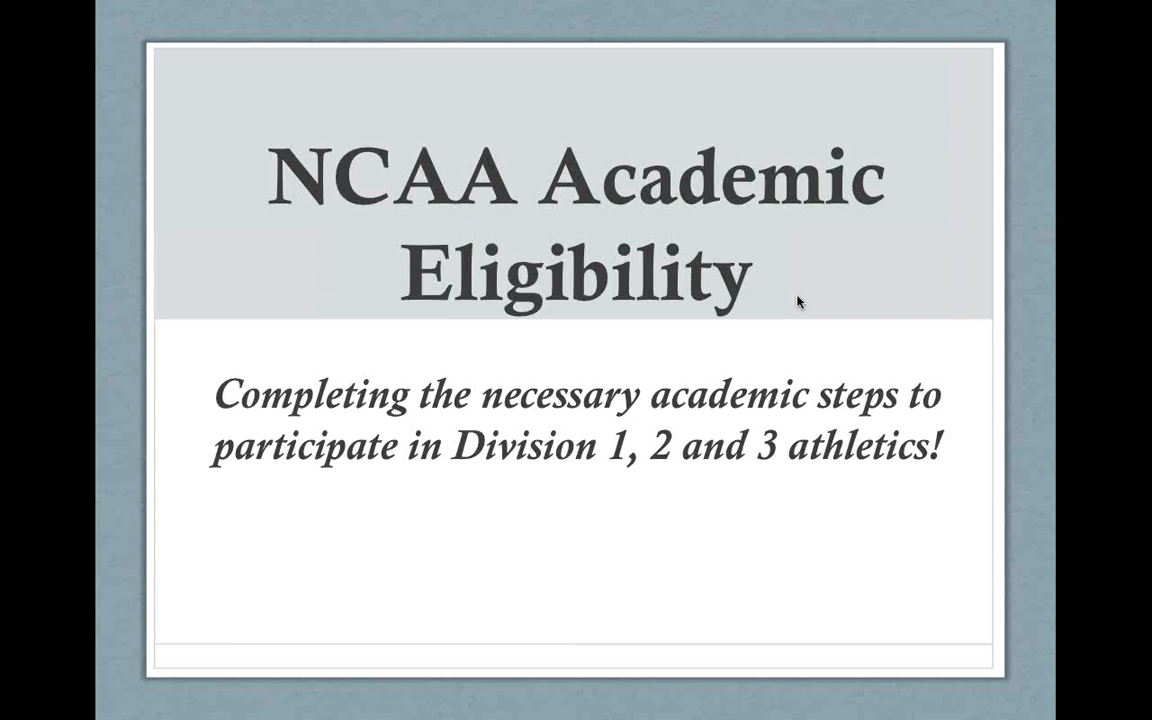 NCAA Academic
Eligibility
Completing the necessary academic steps to
participate in Division 1, 2 and 3 athletics!